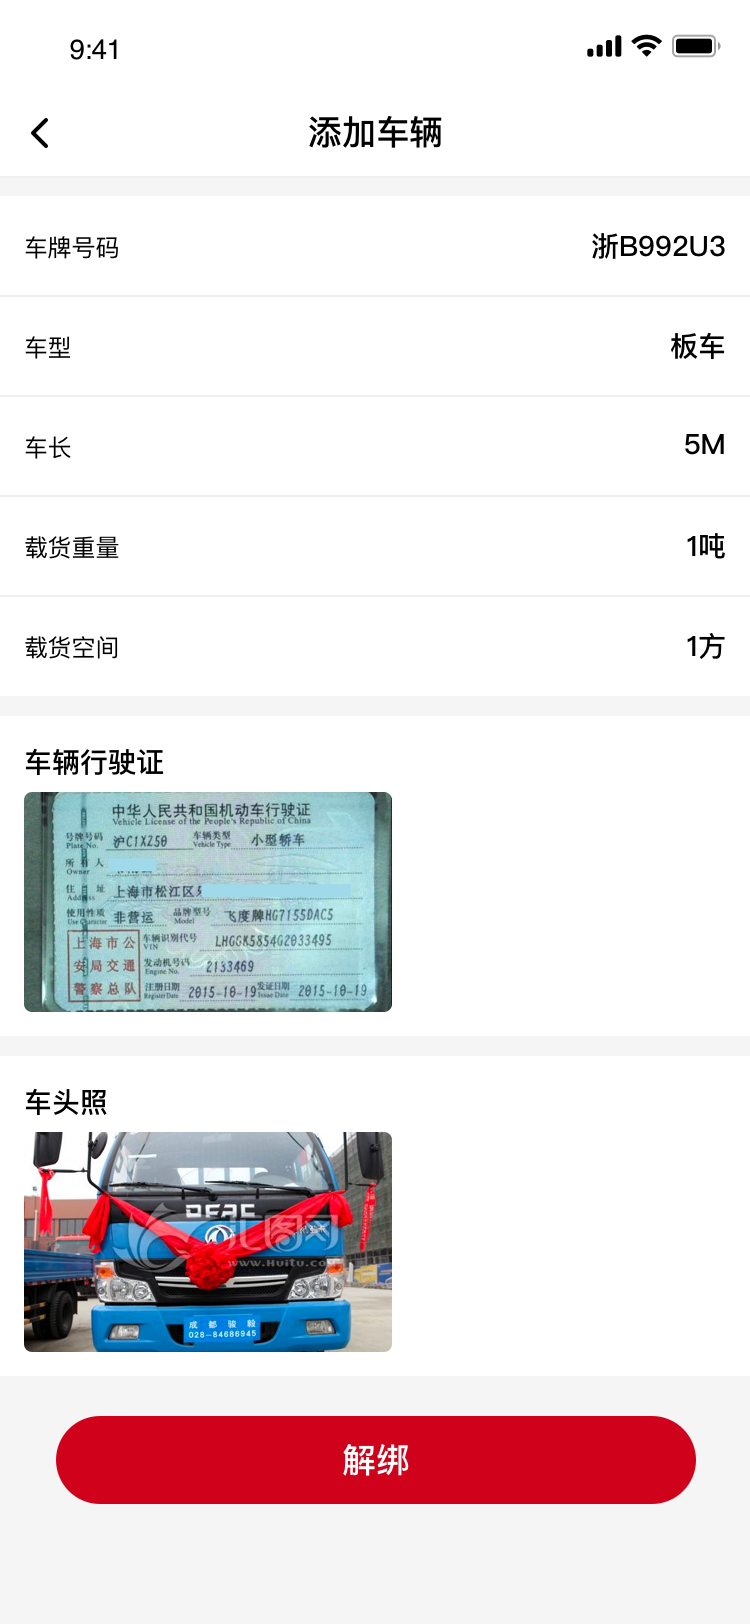 9:41
添加车辆
车牌号码 浙B992U3
车型 板车
车长 5M
载货重量 1吨
载货空间 1方
车辆行驶证
中华人民共和国机动车行驶证
Vehicle License of the People's Republic of China
号牌号码 沪C1XZ50 车辆类型 小型轿车
Plate No. Vehicle Type
所有人
Owner
住址 上海市松江区
Address
使用性质 非营运 品牌型号 飞度牌HG7155DAC5
Use Character Model
上海市公 车辆识别代号 LHGGK5854G2033495
VIN
安局交通 发动机号码 2133469
Engine No.
警察总队 注册日期 2015-10-19 发证日期 2015-10-19
Register Date Issue Date
车头照
DFAC
汇图网
www.Huitu.com
成都骏毅
028-84686945
解绑